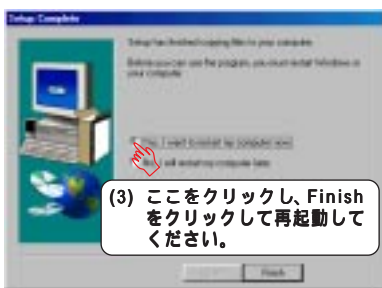 Setup Complete
Setup has finished copying files to your computer.
Before you can use the program, you must restart Windows or
your computer.
Yes, I want to restart my computer now.
No, I will restart my computer later.
(3) ここをクリックし、Finish
をクリックして再起動して
ください。
Finish